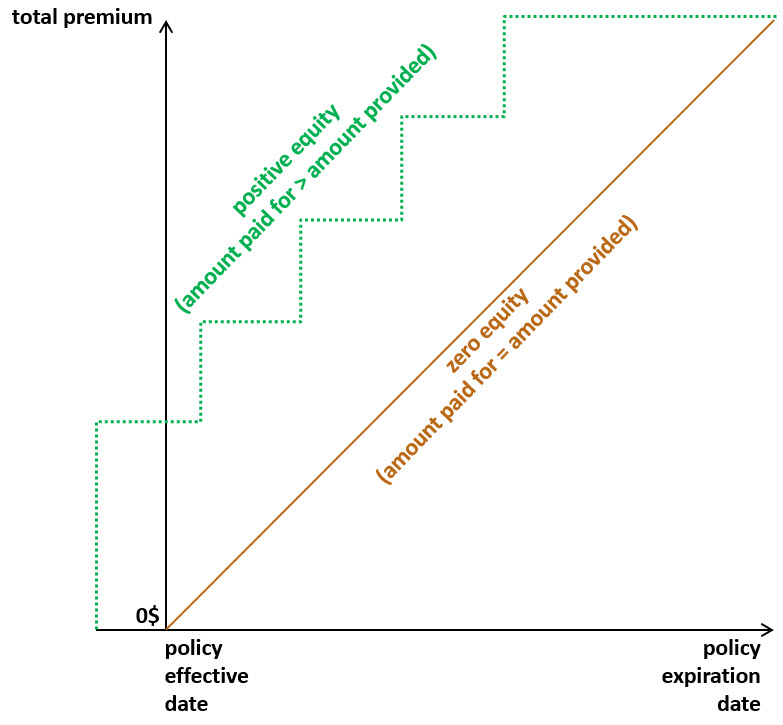 total premium
positive equity
(amount paid for > amount provided)
zero equity
(amount paid for = amount provided)
0$
policy
effective
date
policy
expiration
date